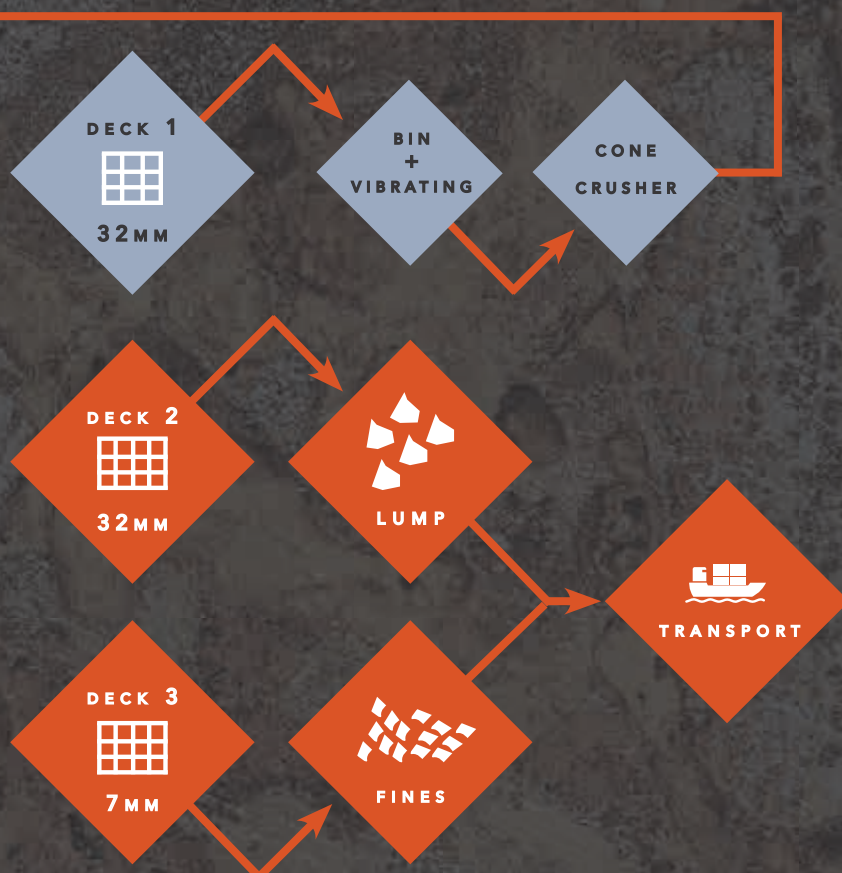 DECK 1
32MM
BIN
+
VIBRATING
CONE
CRUSHER
DECK 2
32MM
LUMP
TRANSPORT
DECK 3
7MM
FINES